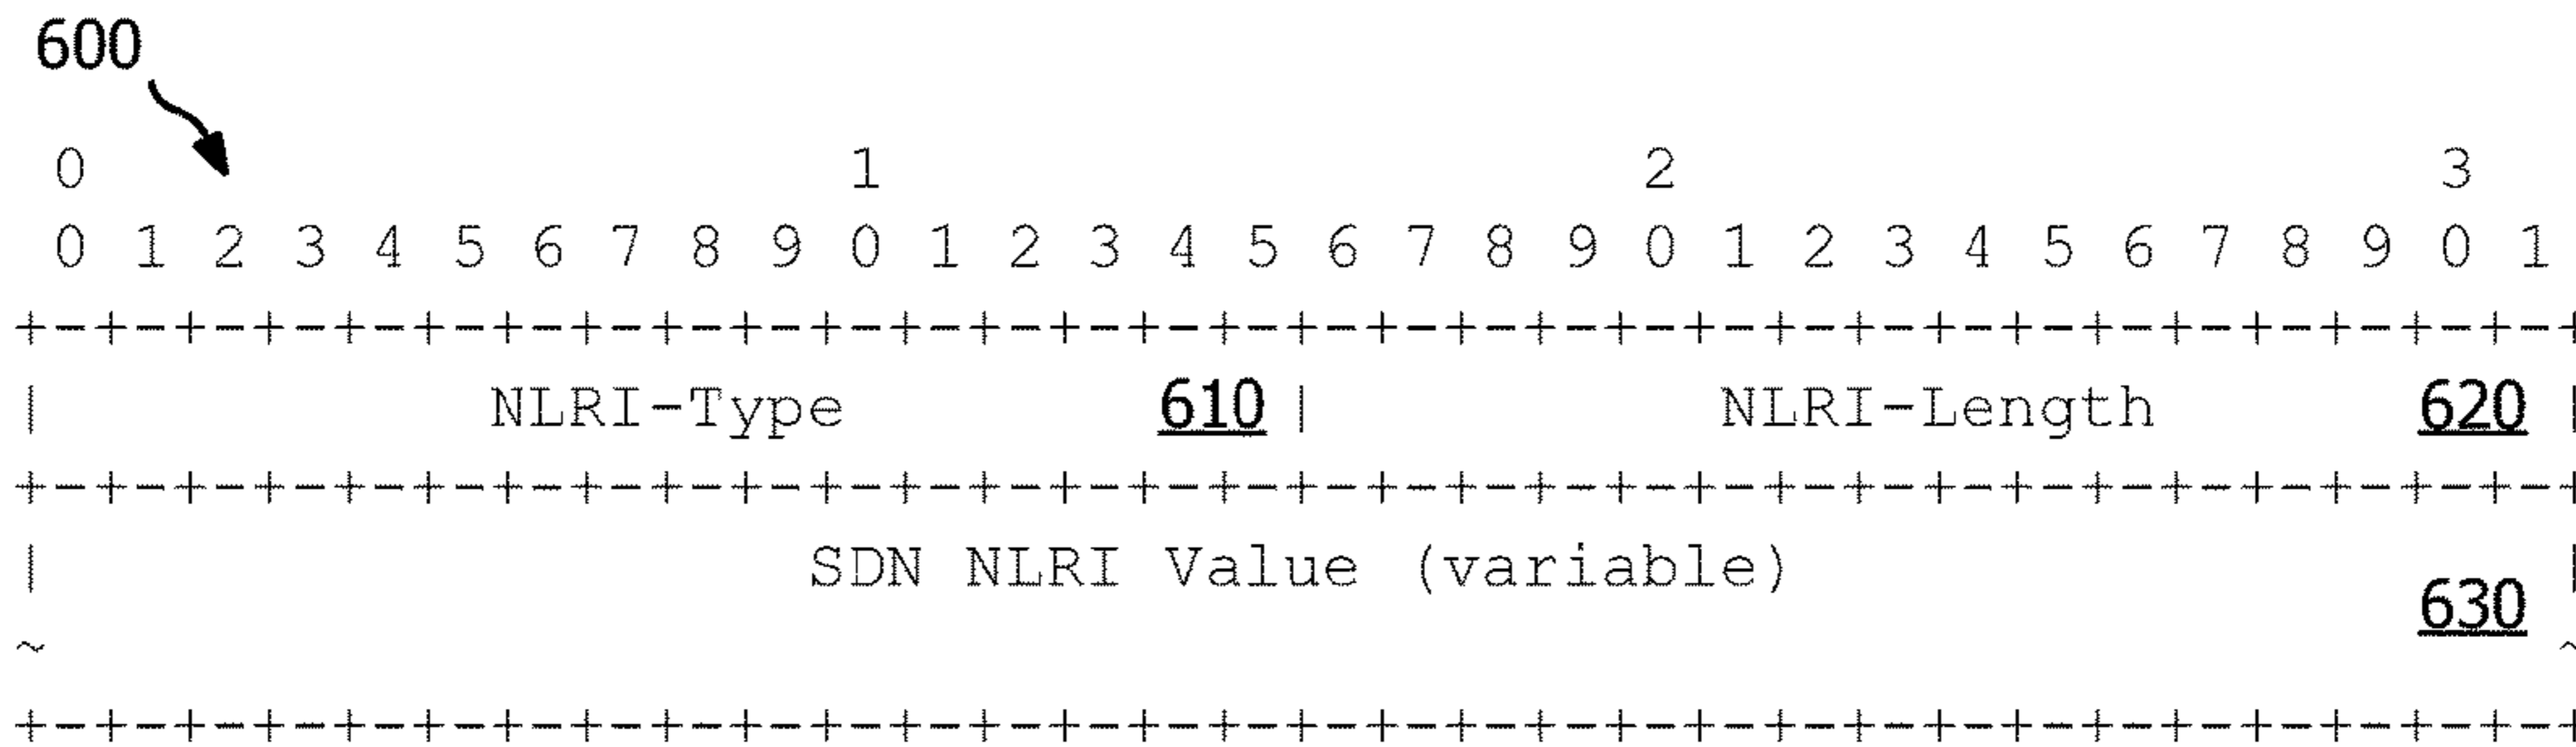 600
0 1 2 3
0 1 2 3 4 5 6 7 8 9 0 1 2 3 4 5 6 7 8 9 0 1 2 3 4 5 6 7 8 9 0 1
+-+-+-+-+-+-+-+-+-+-+-+-+-+-+-+-+-+-+-+-+-+-+-+-+-+-+-+-+-+-+-+-+
| NLRI-Type 610 | NLRI-Length 620 |
+-+-+-+-+-+-+-+-+-+-+-+-+-+-+-+-+-+-+-+-+-+-+-+-+-+-+-+-+-+-+-+-+
| SDN NLRI Value (variable) |
630
~ ~
+-+-+-+-+-+-+-+-+-+-+-+-+-+-+-+-+-+-+-+-+-+-+-+-+-+-+-+-+-+-+-+-+